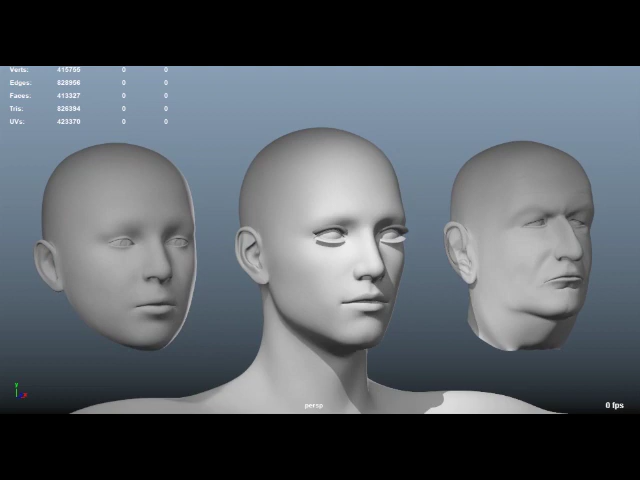 Verts: 415755 0 0
Edges: 828956 0 0
Faces: 413327 0 0
Tris: 826394 0 0
UVs: 423370 0 0
y
x
persp
0 fps